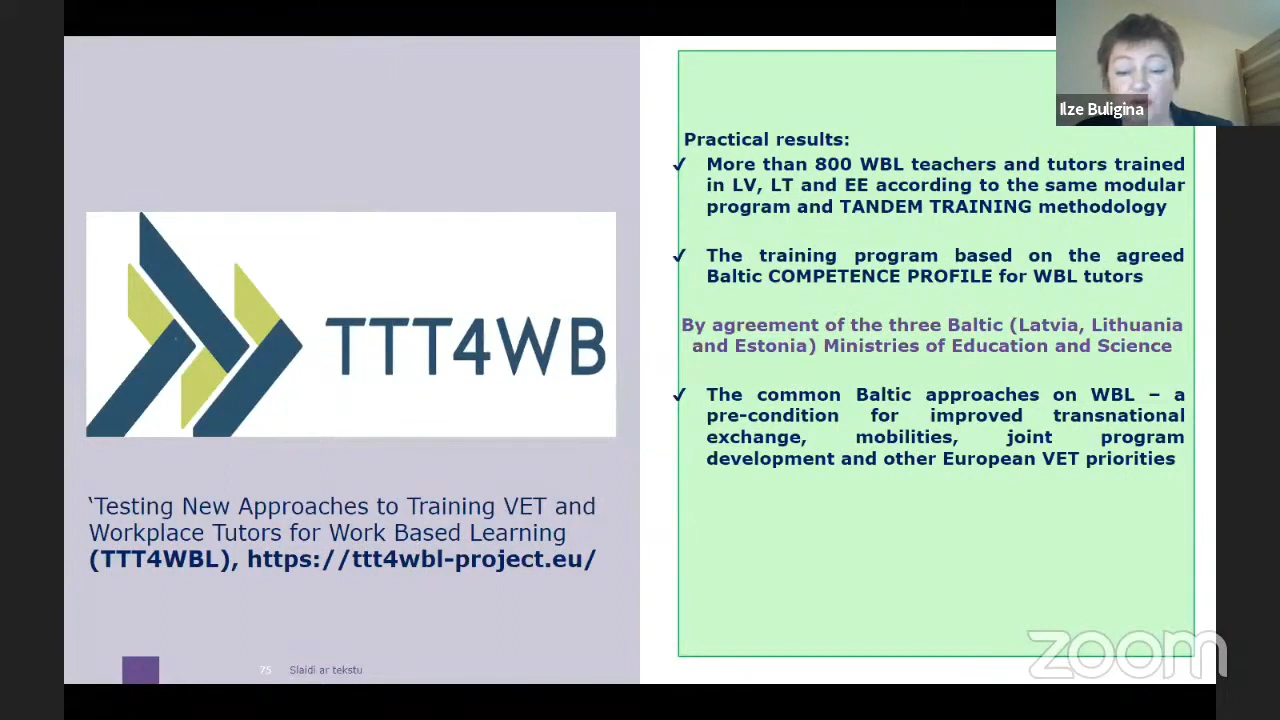 Ilze Buligina
TTT4WB
‘Testing New Approaches to Training VET and
Workplace Tutors for Work Based Learning
(TTT4WBL), https://ttt4wbl-project.eu/
75 Slaidi ar tekstu
Practical results:
✓ More than 800 WBL teachers and tutors trained
in LV, LT and EE according to the same modular
program and TANDEM TRAINING methodology
✓ The training program based on the agreed
Baltic COMPETENCE PROFILE for WBL tutors
By agreement of the three Baltic (Latvia, Lithuania
and Estonia) Ministries of Education and Science
✓ The common Baltic approaches on WBL – a
pre-condition for improved transnational
exchange, mobilities, joint program
development and other European VET priorities
zoom